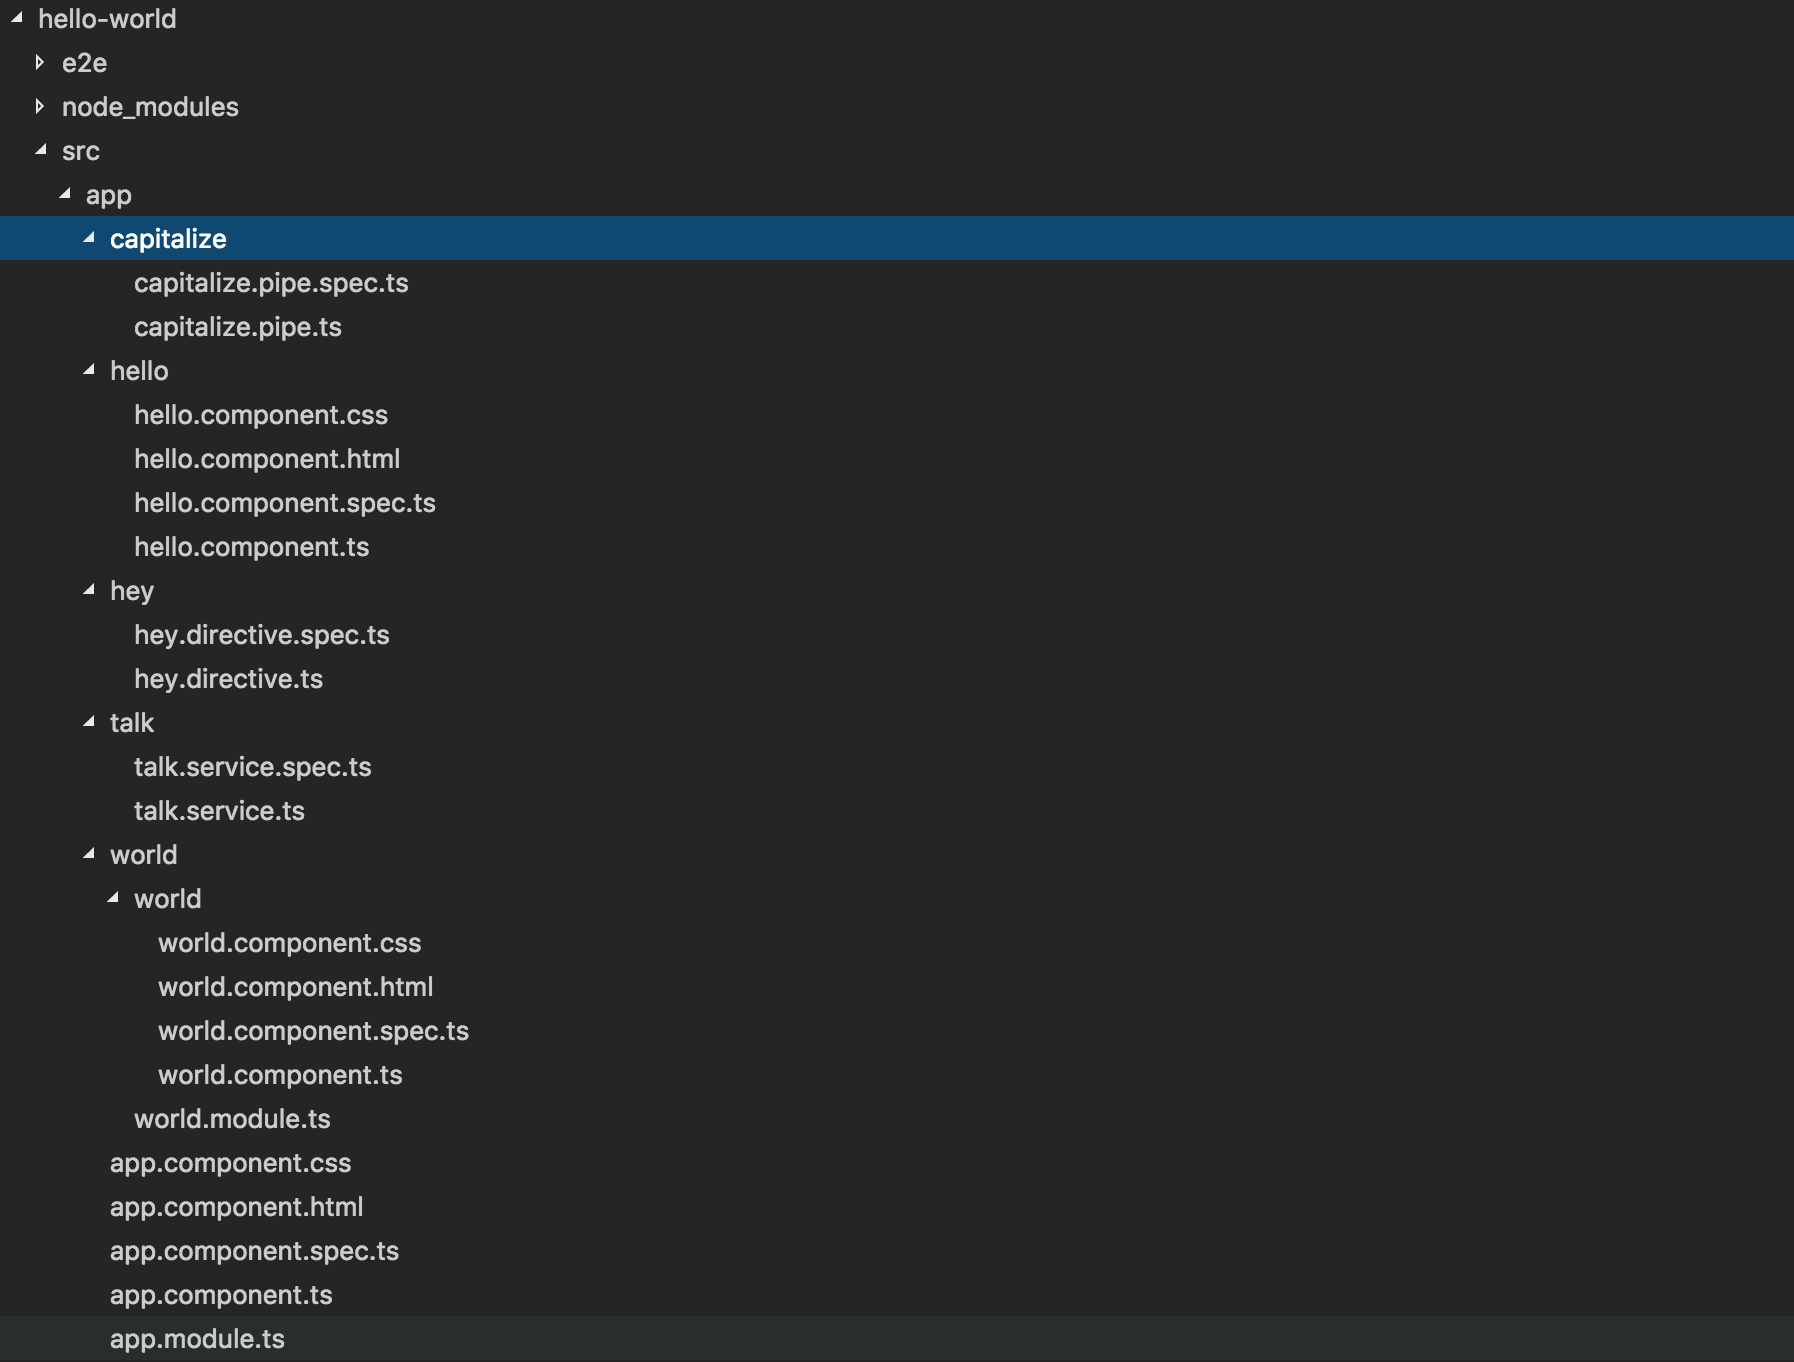 hello-world
e2e
node_modules
src
app
capitalize
capitalize.pipe.spec.ts
capitalize.pipe.ts
hello
hello.component.css
hello.component.html
hello.component.spec.ts
hello.component.ts
hey
hey.directive.spec.ts
hey.directive.ts
talk
talk.service.spec.ts
talk.service.ts
world
world
world.component.css
world.component.html
world.component.spec.ts
world.component.ts
world.module.ts
app.component.css
app.component.html
app.component.spec.ts
app.component.ts
app.module.ts